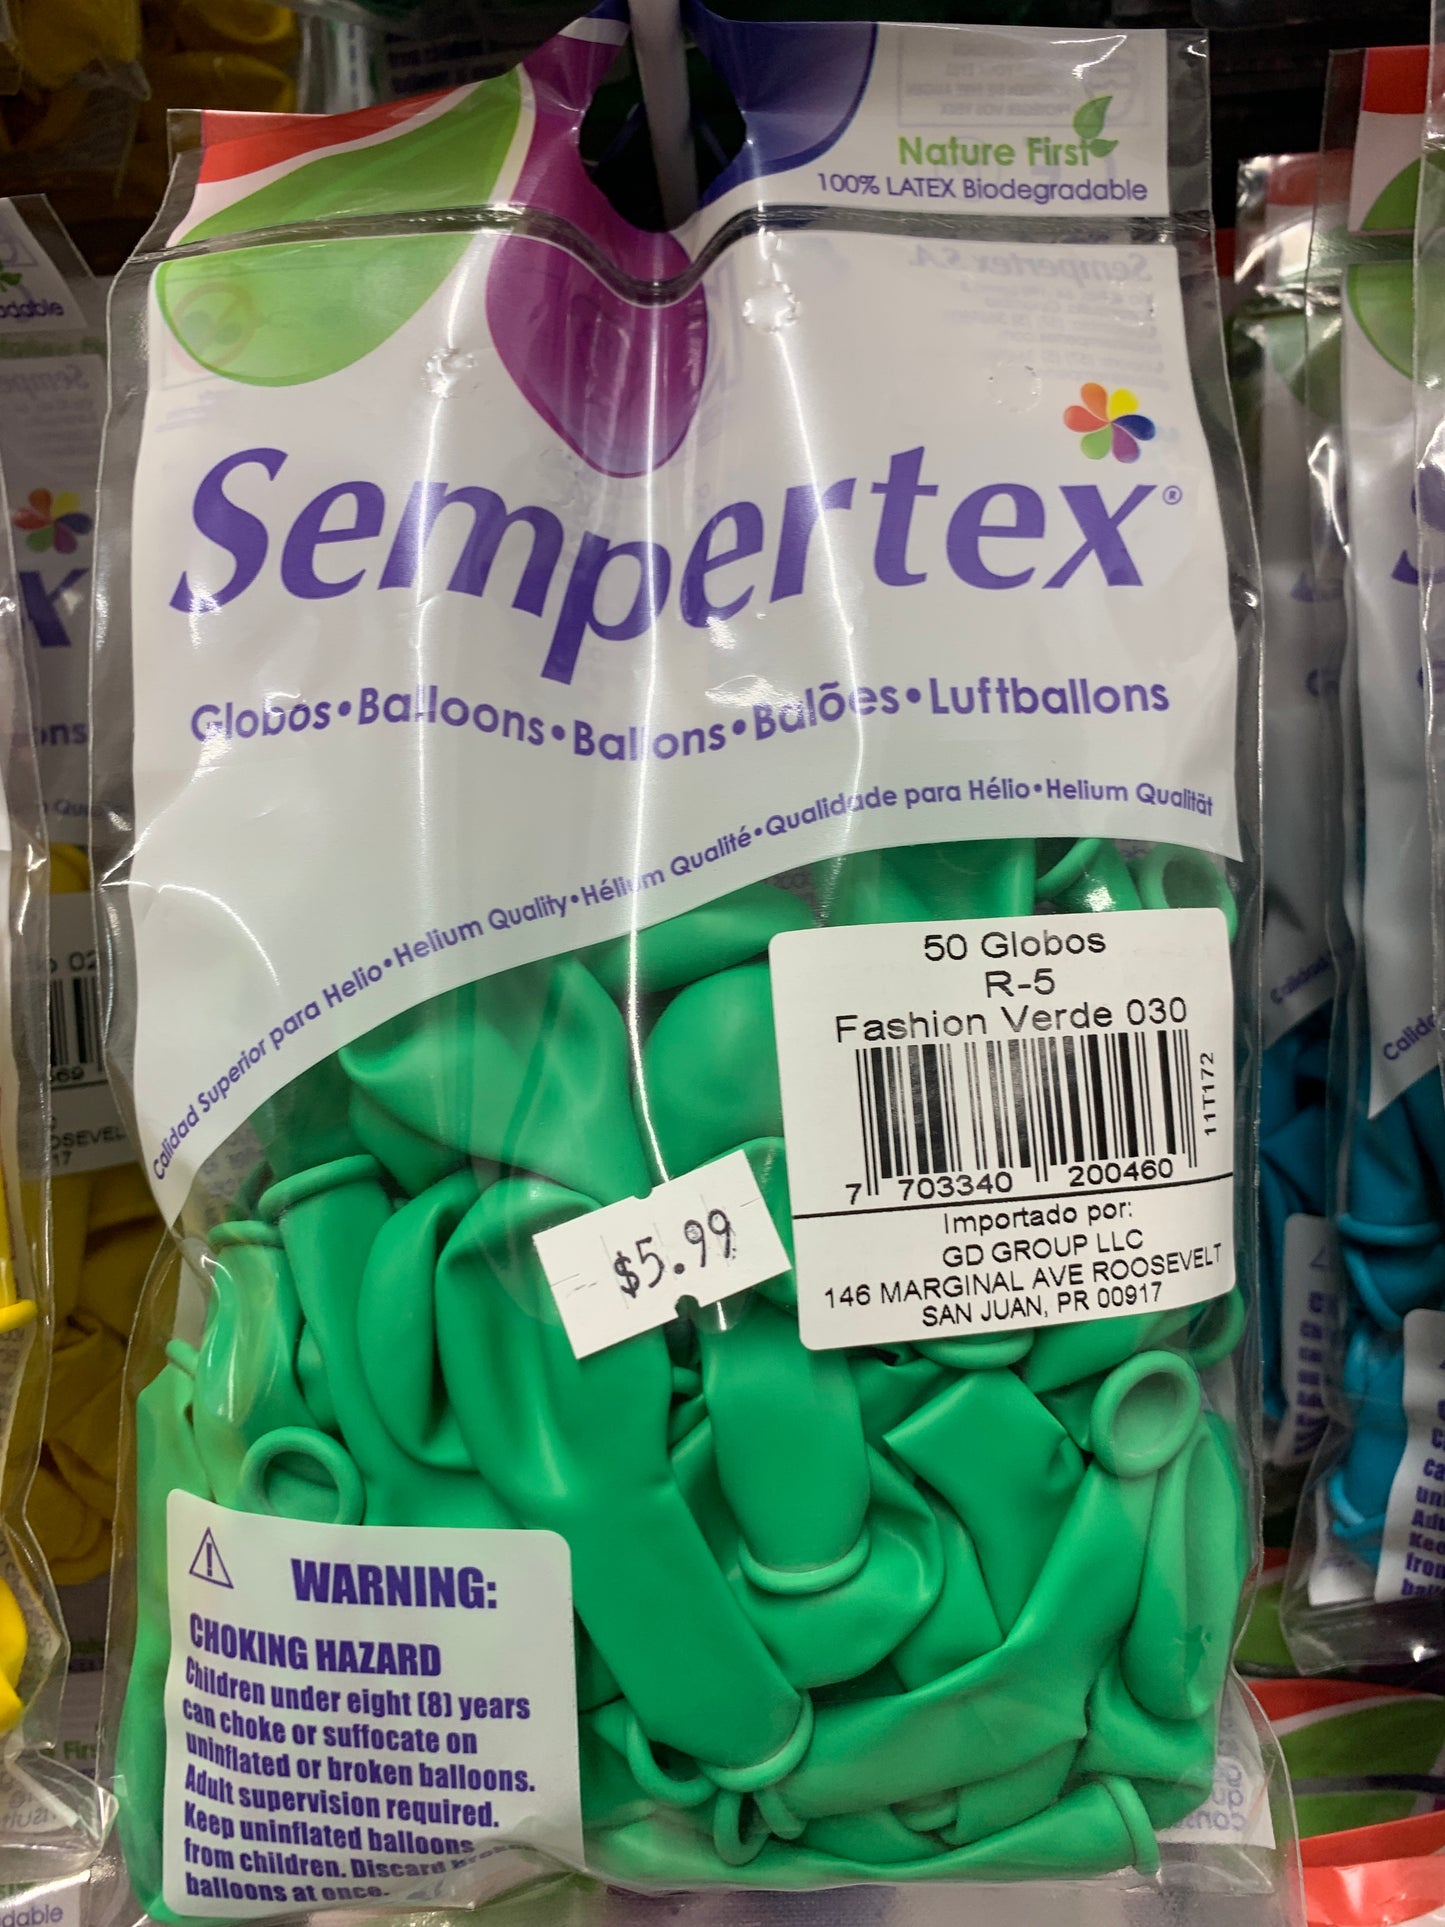 Nature First
100% LATEX Biodegradable
Sempertex®
Globos•Balloons•Ballons•Balões•Luftballons
Calidad Superior para Helio•Helium Quality•Hélium Qualité•Qualidade para Hélio•Helium Qualität
50 Globos
R-5
Fashion Verde 030
11T172
7 703340 200460
Importado por:
GD GROUP LLC
146 MARGINAL AVE ROOSEVELT
SAN JUAN, PR 00917
$5.99
WARNING:
CHOKING HAZARD
Children under eight (8) years
can choke or suffocate on
uninflated or broken balloons.
Adult supervision required.
Keep uninflated balloons
from children. Discard broken
balloons at once.